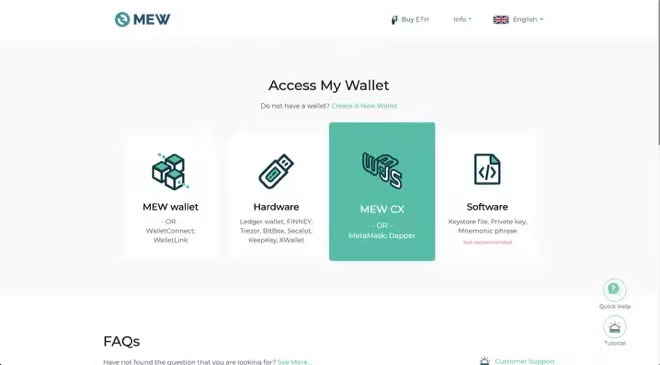 MEW
Buy ETH
Info
English
Access My Wallet
Do not have a wallet? Create A New Wallet
MEW wallet
- OR -
WalletConnect,
WalletLink
Hardware
Ledger wallet, FINNEY,
Trezor, BitBox, Secalot,
KeepKey, XWallet
MEW CX
- OR -
MetaMask, Dapper
Software
Keystore file, Private key,
Mnemonic phrase
Not recommended
Quick Help
Tutorial
FAQs
Have not found the question that you are looking for? See More...
Customer Support